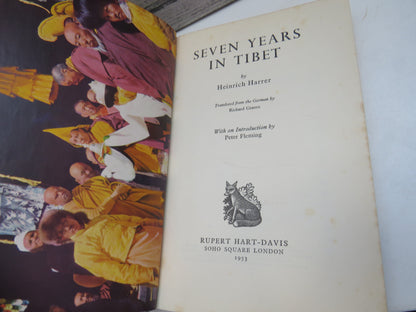 SEVEN YEARS
IN TIBET
by
Heinrich Harrer
Translated from the German by
Richard Graves
With an Introduction by
Peter Fleming
RUPERT HART-DAVIS
SOHO SQUARE LONDON
1953